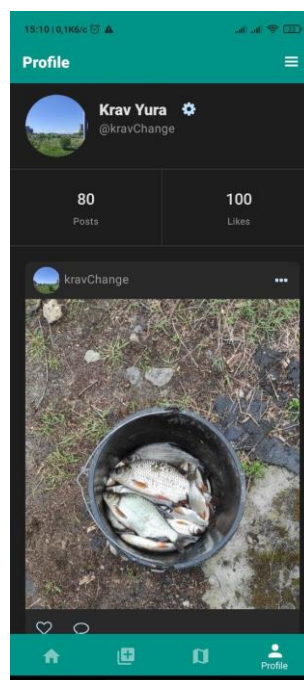 15:10 | 0,1КБ/с
Profile
Krav Yura
@kravChange
80
100
Posts
Likes
kravChange
Profile